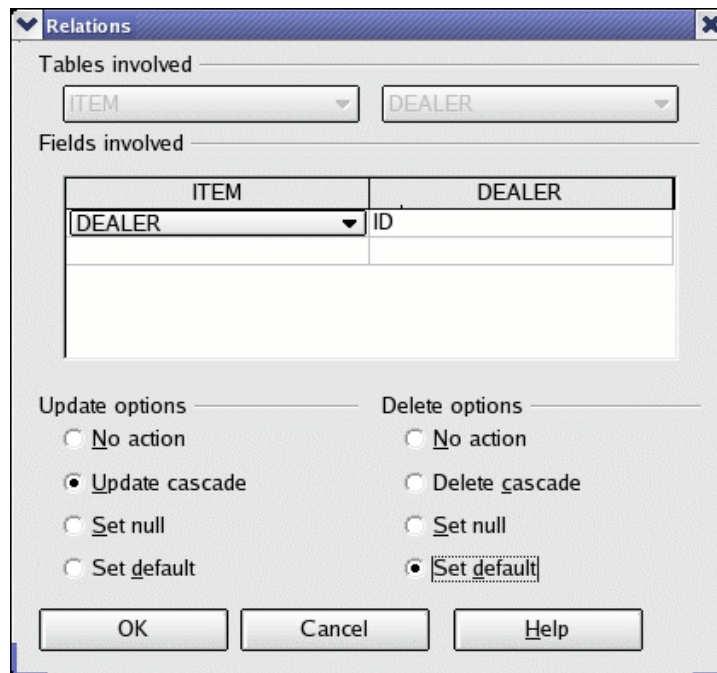 Relations
Tables involved
ITEM DEALER
Fields involved
ITEM DEALER
DEALER ID
Update options Delete options
No action No action
Update cascade Delete cascade
Set null Set null
Set default Set default
OK Cancel Help